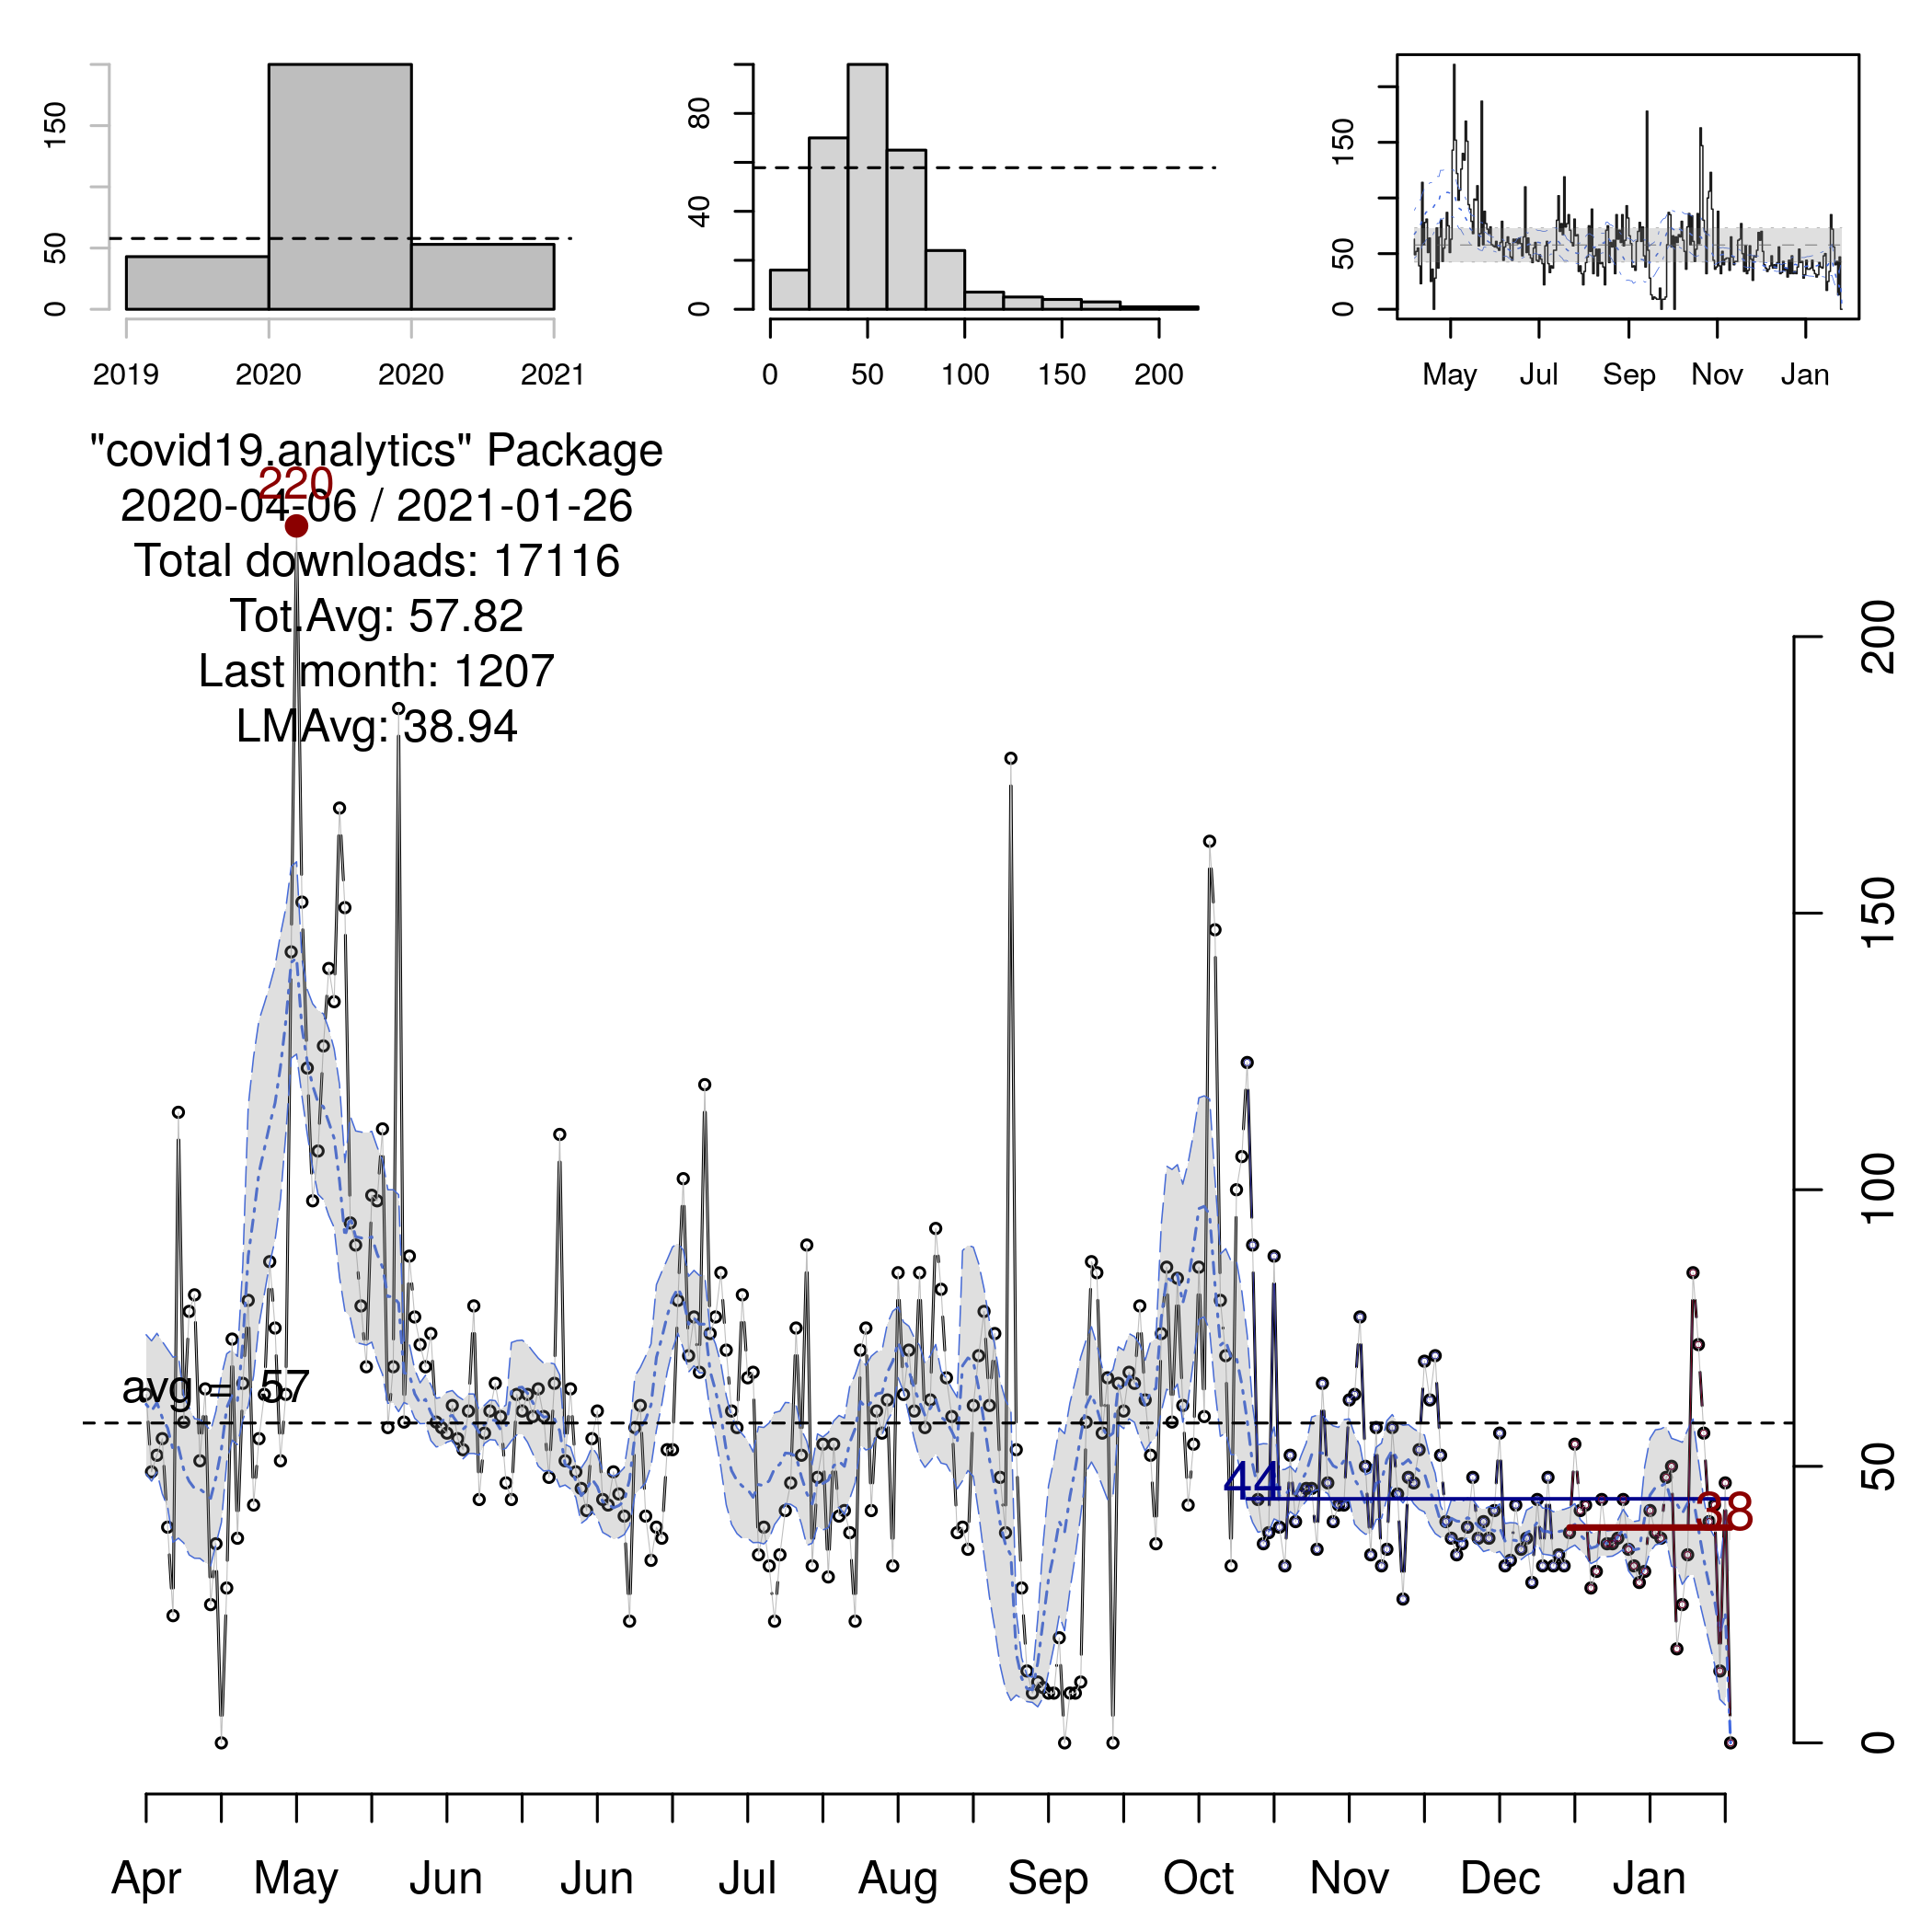 150
50
0
2019 2020 2020 2021
80
40
0
0 50 100 150 200
150
50
0
May Jul Sep Nov Jan
"covid19.analytics" Package
220
2020-04-06 / 2021-01-26
Total downloads: 17116
Tot.Avg: 57.82
Last month: 1207
LMAvg: 38.94
avg = 57
44
38
200
150
100
50
0
Apr May Jun Jun Jul Aug Sep Oct Nov Dec Jan